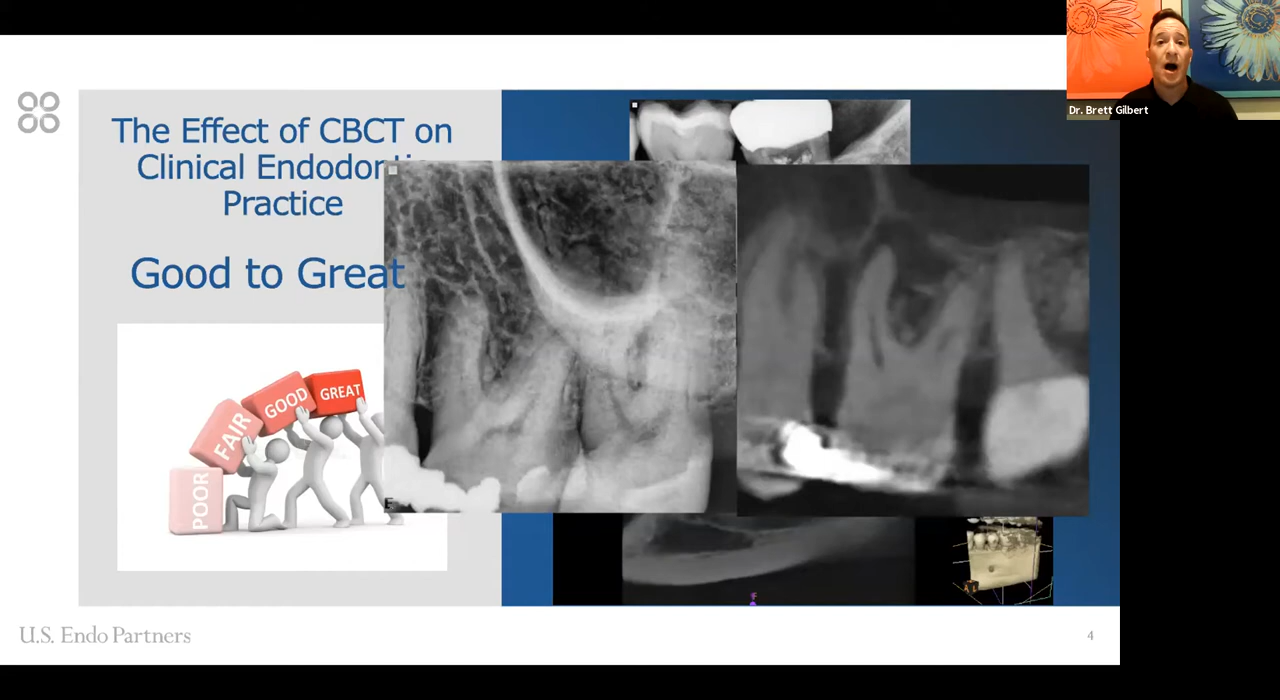 Dr. Brett Gilbert
The Effect of CBCT on
Clinical
Practice
Good to Great
GREAT
GOOD
FAIR
POOR
U.S. Endo Partners
4